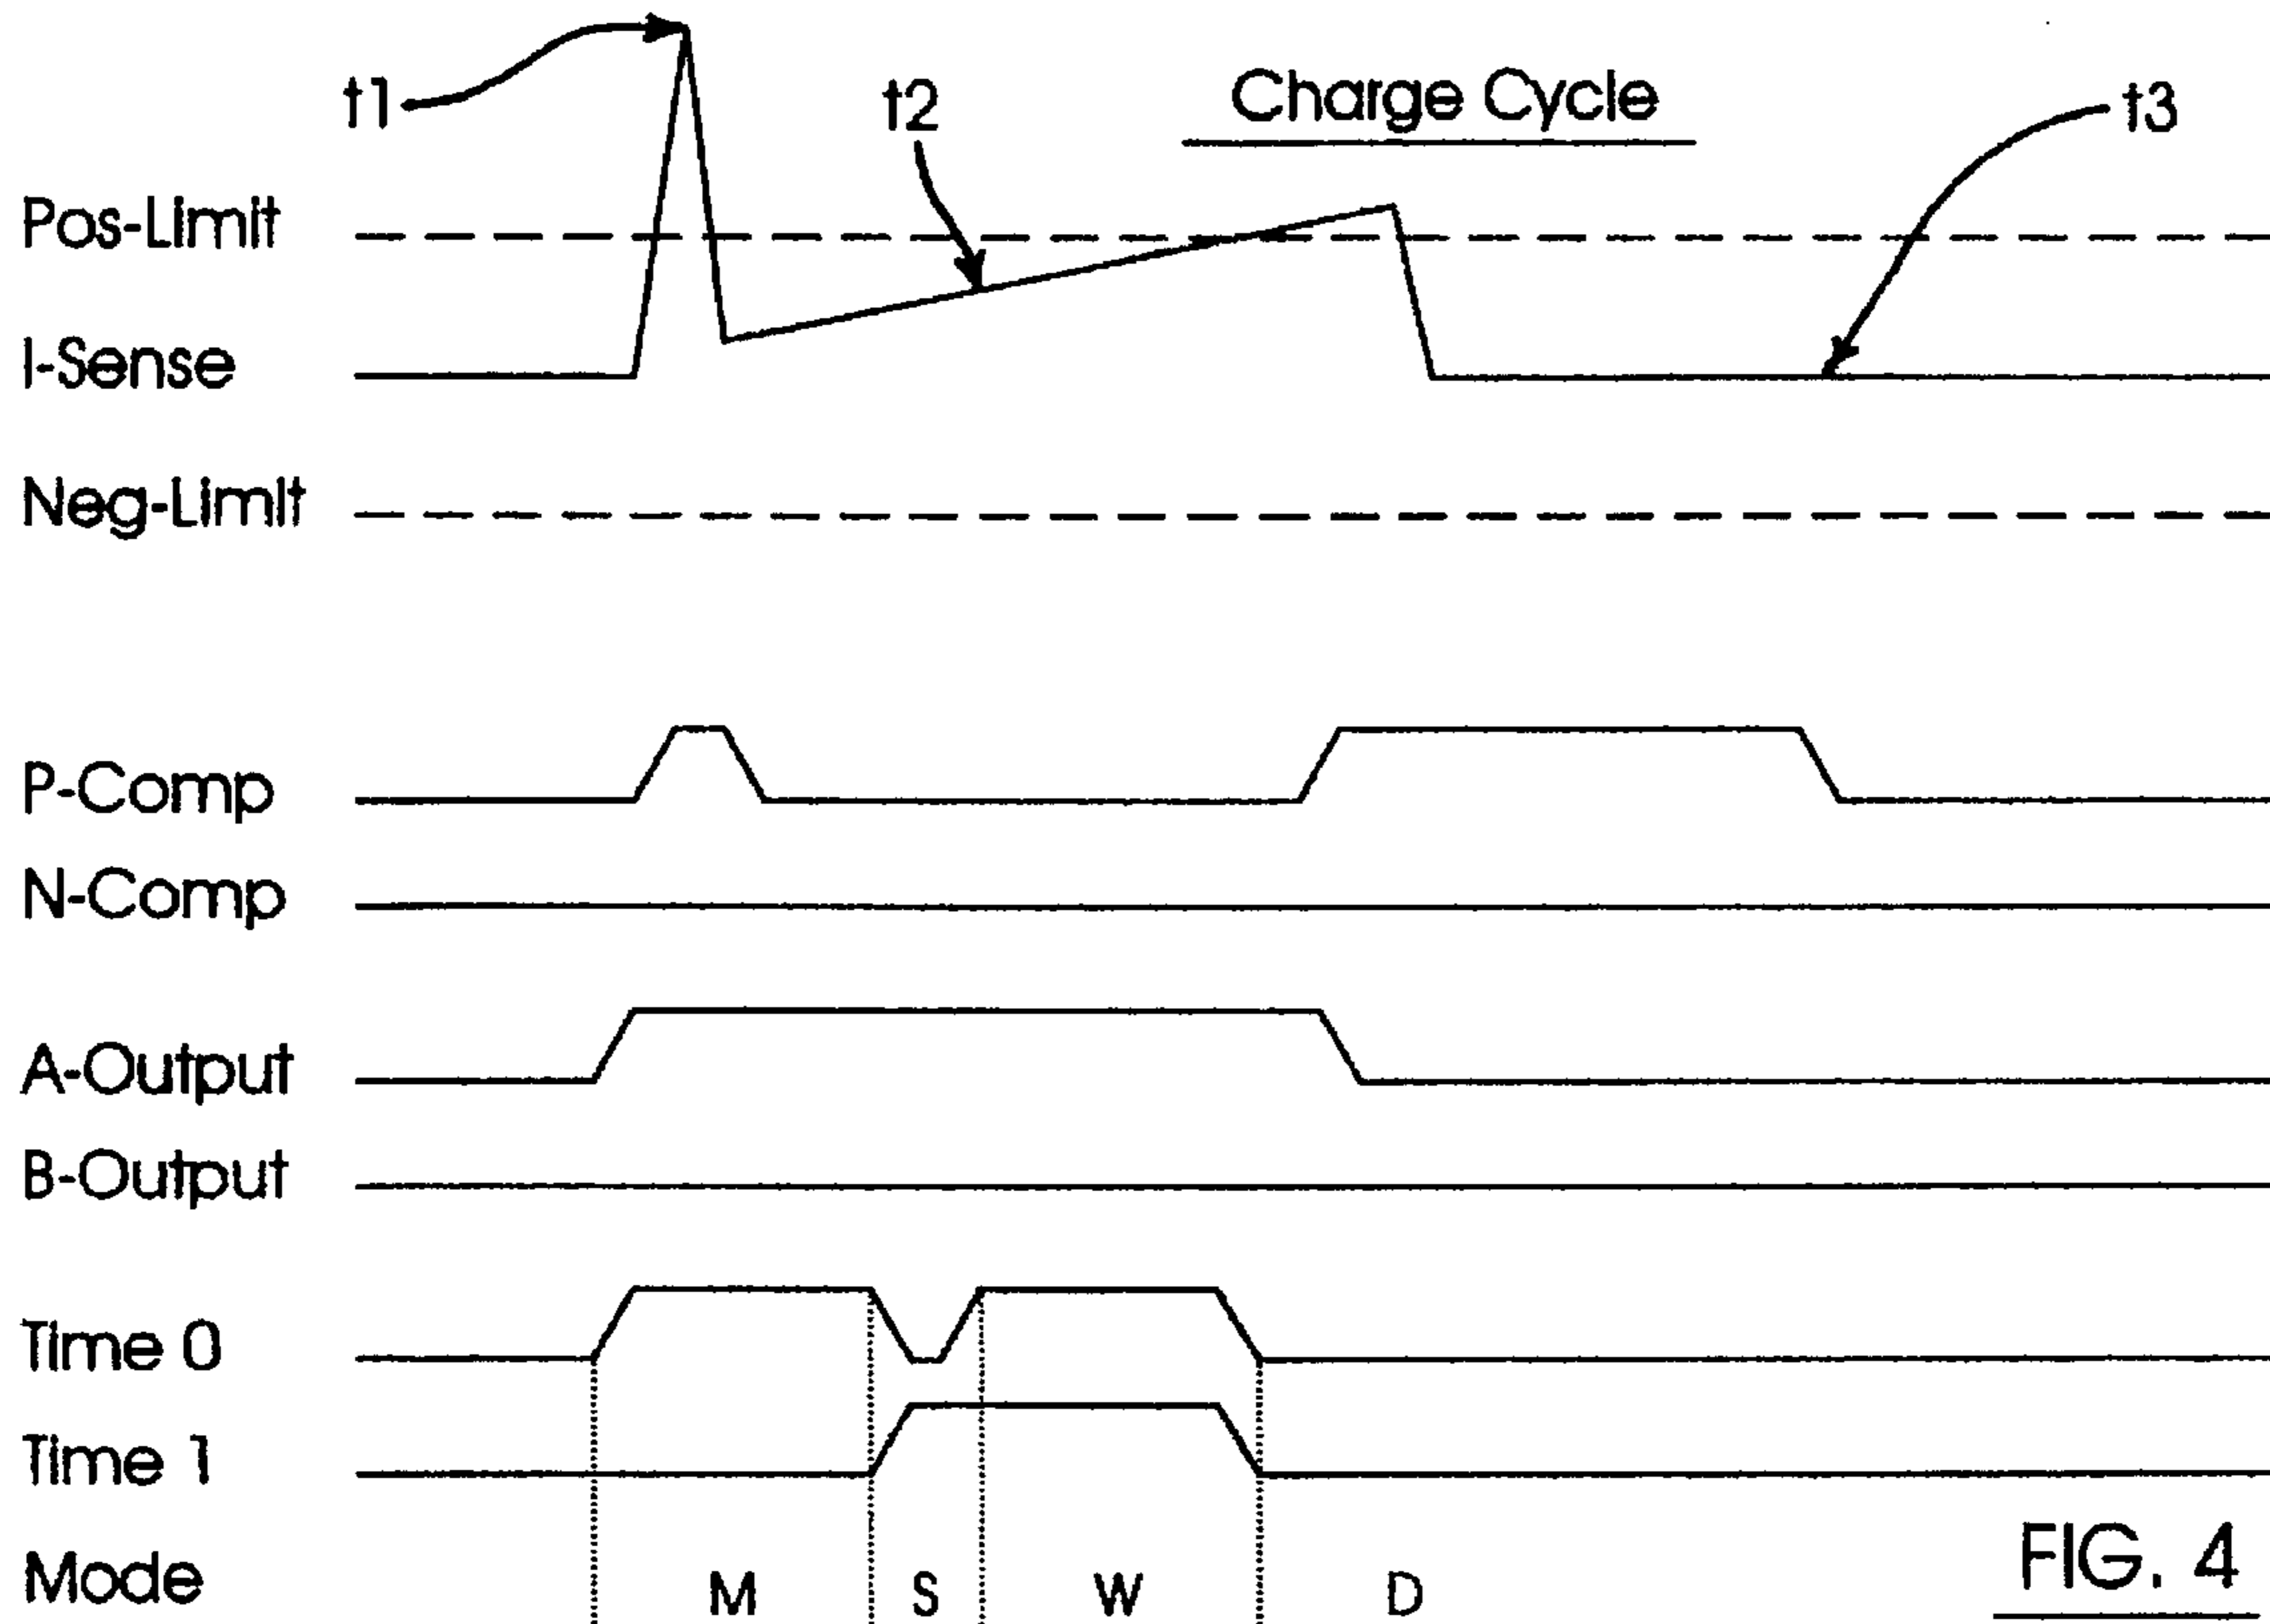 t1
t2
Charge Cycle
t3
Pos-Limit
I-Sense
Neg-Limit
P-Comp
N-Comp
A-Output
B-Output
Time 0
Time 1
Mode M S W D
FIG. 4